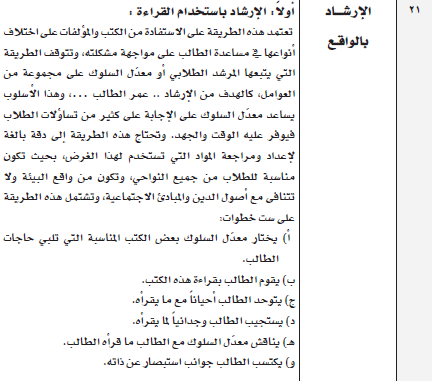 ٢١
الإرشاد
بالواقع
أولاً: الإرشاد باستخدام القراءة :
تعتمد هذه الطريقة على الاستفادة من الكتب والمؤلفات على اختلاف
أنواعها في مساعدة الطالب على مواجهة مشكلته، وتتوقف الطريقة
التي يتبعها المرشد الطلابي أو معدّل السلوك على مجموعة من
العوامل، كالهدف من الإرشاد .. عمر الطالب ...، وهذا الأسلوب
يساعد معدّل السلوك على الإجابة على كثير من تساؤلات الطلاب
فيوفر عليه الوقت والجهد. وتحتاج هذه الطريقة إلى دقة بالغة
لإعداد ومراجعة المواد التي تستخدم لهذا الغرض، بحيث تكون
مناسبة للطلاب من جميع النواحي، وتكون من واقع البيئة ولا
تتنافى مع أصول الدين والمبادئ الاجتماعية، وتشتمل هذه الطريقة
على ست خطوات:
أ) يختار معدّل السلوك بعض الكتب المناسبة التي تلبي حاجات
الطالب.
ب) يقوم الطالب بقراءة هذه الكتب.
ج) يتوحد الطالب أحياناً مع ما يقرأه.
د) يستجيب الطالب وجدانياً لما يقرأه.
هـ) يناقش معدّل السلوك مع الطالب ما قرأه الطالب.
و) يكتسب الطالب جوانب استبصار عن ذاته.